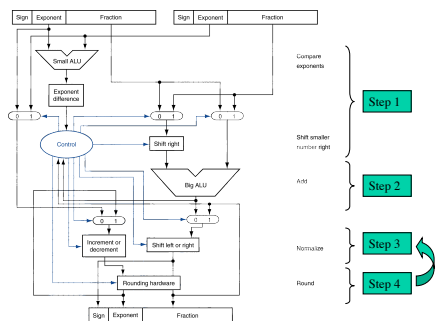 Sign Exponent Fraction Sign Exponent Fraction
Small ALU
Compare exponents
Exponent difference
Step 1
0 1 0 1 0 1
Control
Shift right
Shift smaller number right
Big ALU
Add
Step 2
0 1 0 1
Increment or decrement
Shift left or right
Normalize
Step 3
Rounding hardware
Round
Step 4
Sign Exponent Fraction